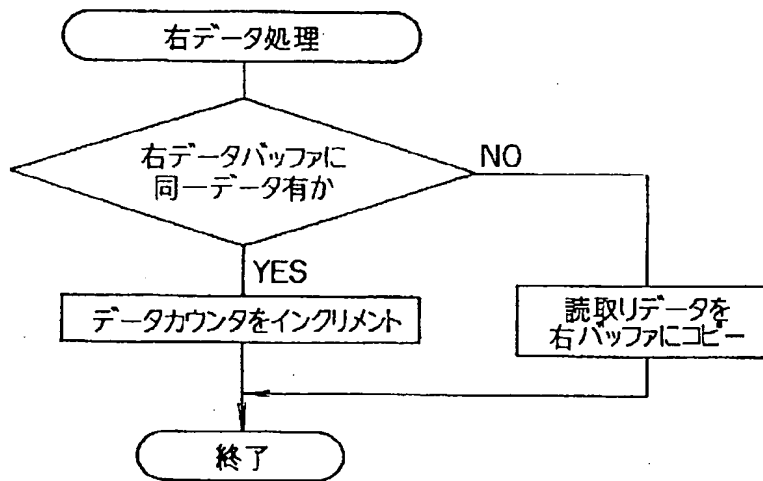 右データ処理
右データバッファに
同一データ有か
NO
YES
データカウンタをインクリメント
読取りデータを
右バッファにコピー
終了